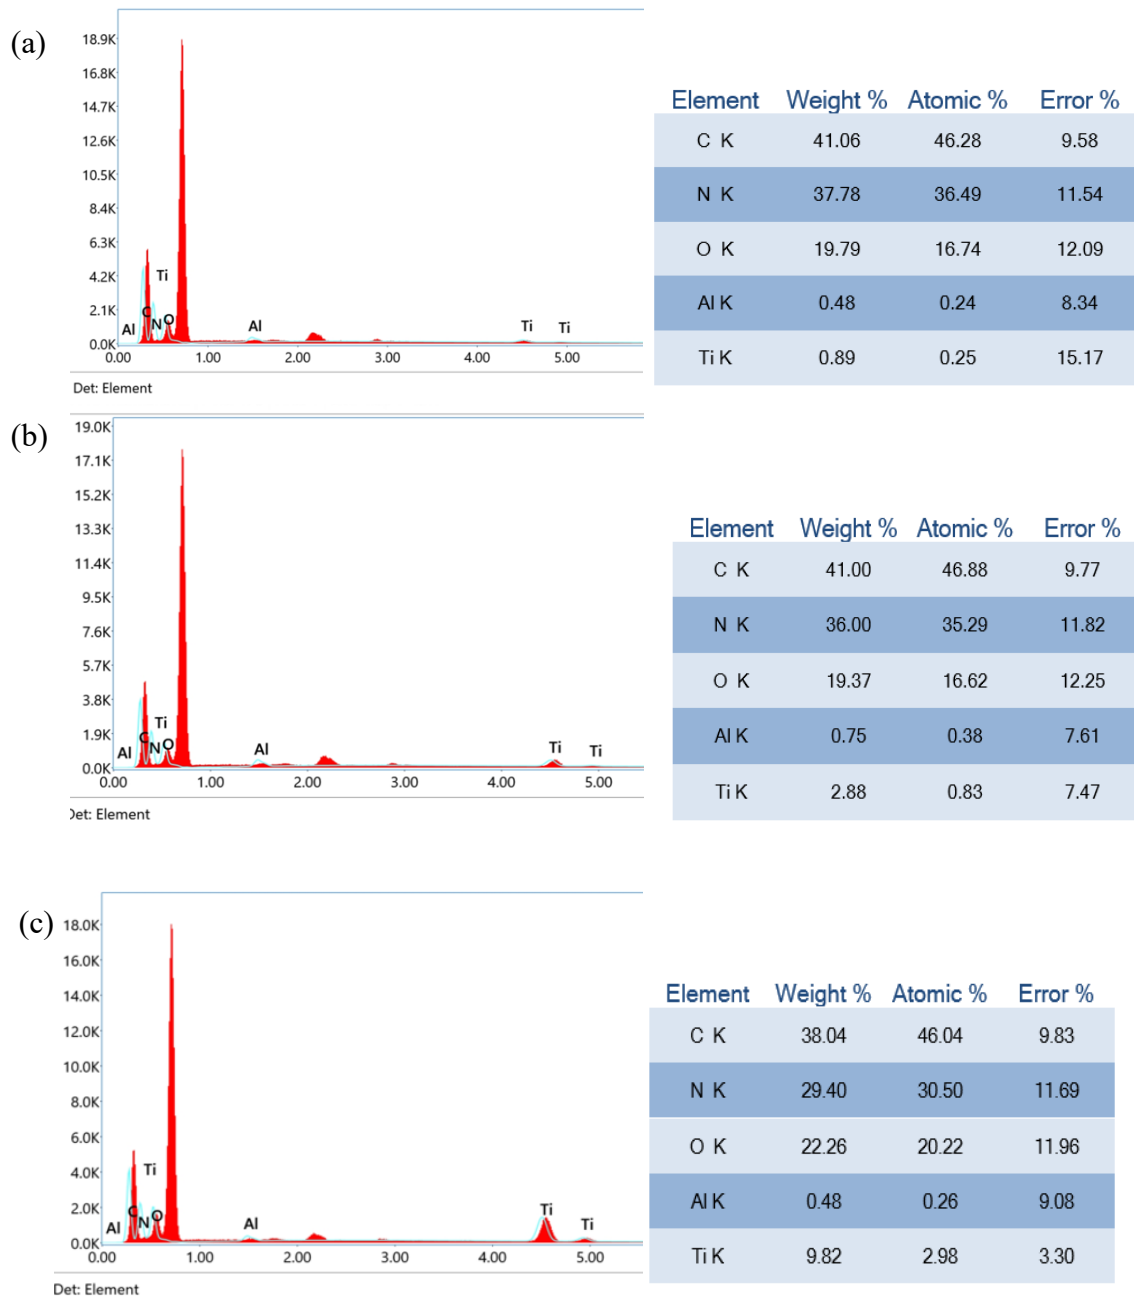 (a)
18.9K
16.8K
14.7K
12.6K
10.5K
8.4K
6.3K
4.2K
2.1K
0.0K
Ti
Al C N O Al Ti Ti
0.00 1.00 2.00 3.00 4.00 5.00
Det: Element
Element Weight % Atomic % Error %
C K 41.06 46.28 9.58
N K 37.78 36.49 11.54
O K 19.79 16.74 12.09
Al K 0.48 0.24 8.34
Ti K 0.89 0.25 15.17
(b)
19.0K
17.1K
15.2K
13.3K
11.4K
9.5K
7.6K
5.7K
3.8K
1.9K
0.0K
Ti
Al C N O Al Ti Ti
0.00 1.00 2.00 3.00 4.00 5.00
Det: Element
Element Weight % Atomic % Error %
C K 41.00 46.88 9.77
N K 36.00 35.29 11.82
O K 19.37 16.62 12.25
Al K 0.75 0.38 7.61
Ti K 2.88 0.83 7.47
(c)
18.0K
16.0K
14.0K
12.0K
10.0K
8.0K
6.0K
4.0K
2.0K
0.0K
Ti
Al C N O Al Ti Ti
0.00 1.00 2.00 3.00 4.00 5.00
Det: Element
Element Weight % Atomic % Error %
C K 38.04 46.04 9.83
N K 29.40 30.50 11.69
O K 22.26 20.22 11.96
Al K 0.48 0.26 9.08
Ti K 9.82 2.98 3.30